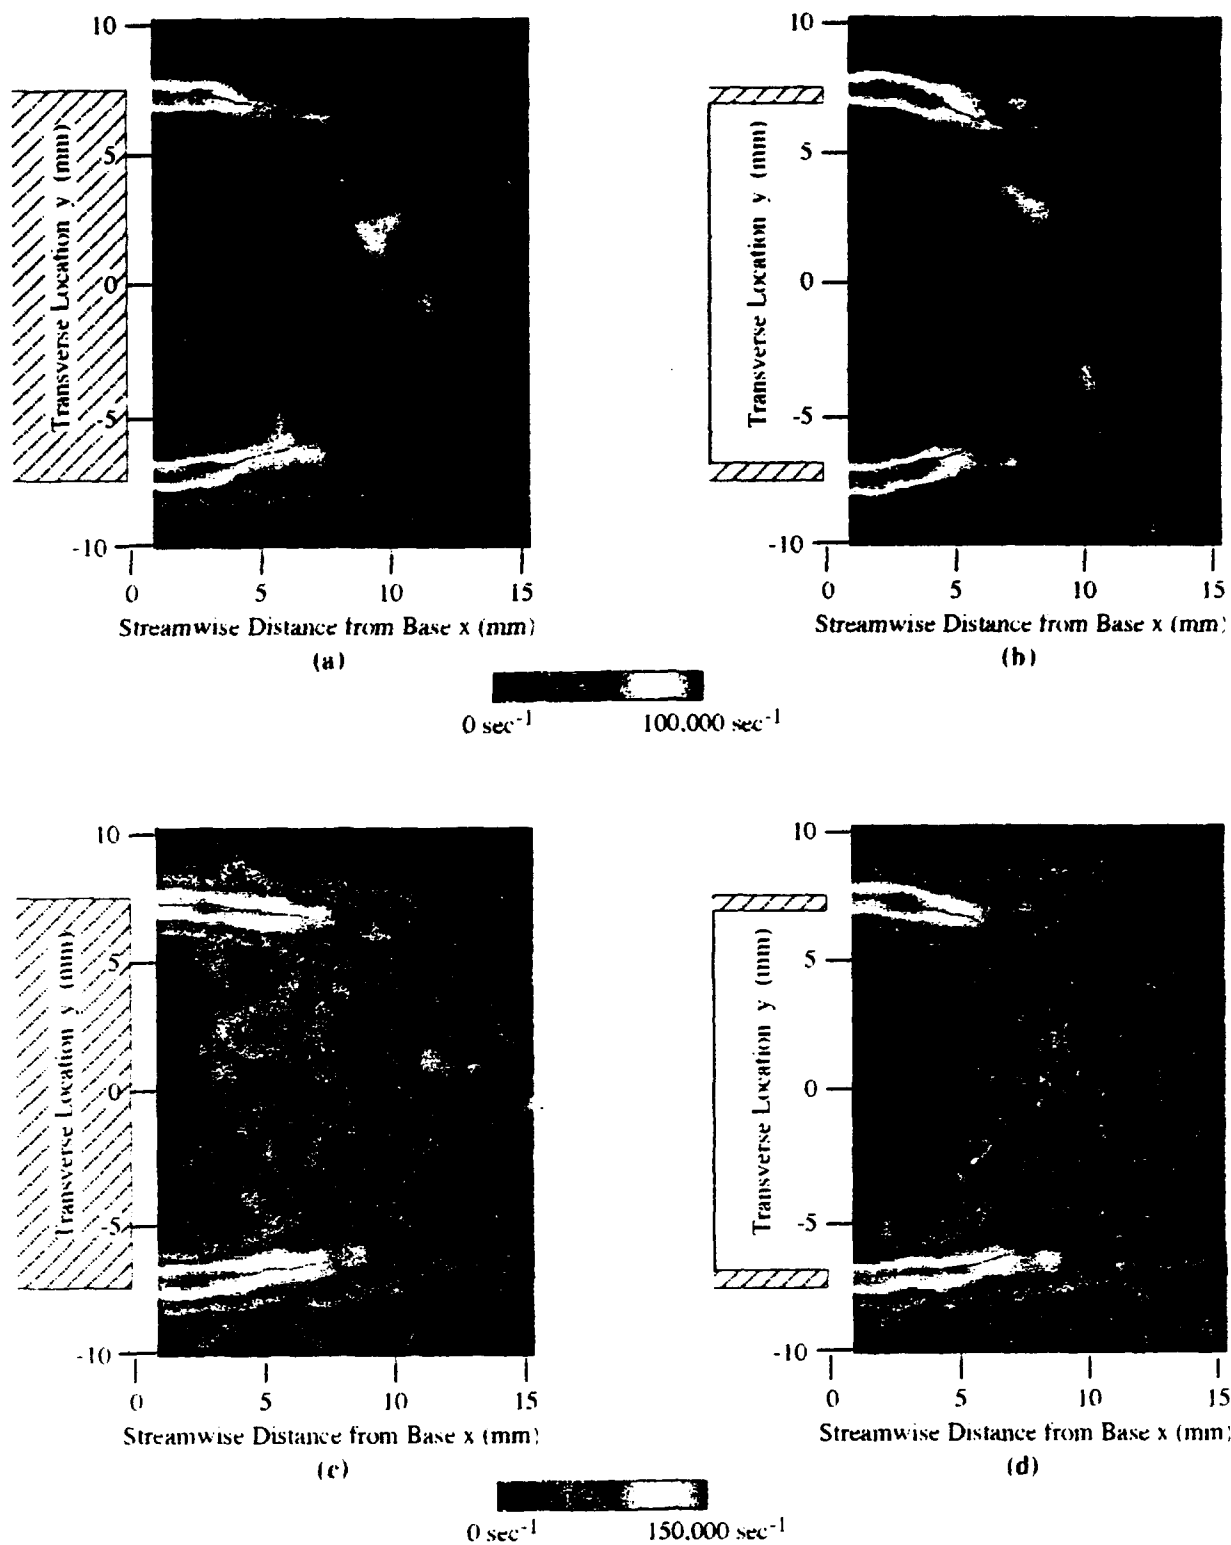 10
5
0
-5
-10
Transverse Location y (mm)
0 5 10 15
Streamwise Distance from Base x (mm)
(a)
10
5
0
-5
-10
Transverse Location y (mm)
0 5 10 15
Streamwise Distance from Base x (mm)
(b)
0 sec-1 100,000 sec-1
10
5
0
-5
-10
Transverse Location y (mm)
0 5 10 15
Streamwise Distance from Base x (mm)
(c)
10
5
0
-5
-10
Transverse Location y (mm)
0 5 10 15
Streamwise Distance from Base x (mm)
(d)
0 sec-1 150,000 sec-1